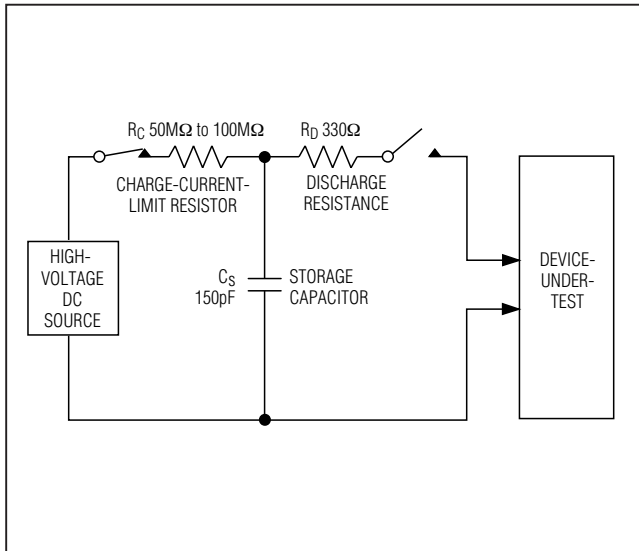 RC 50MΩ to 100MΩ
RD 330Ω
CHARGE-CURRENT-
LIMIT RESISTOR
DISCHARGE
RESISTANCE
HIGH-
VOLTAGE
DC
SOURCE
CS
150pF
STORAGE
CAPACITOR
DEVICE-
UNDER-
TEST